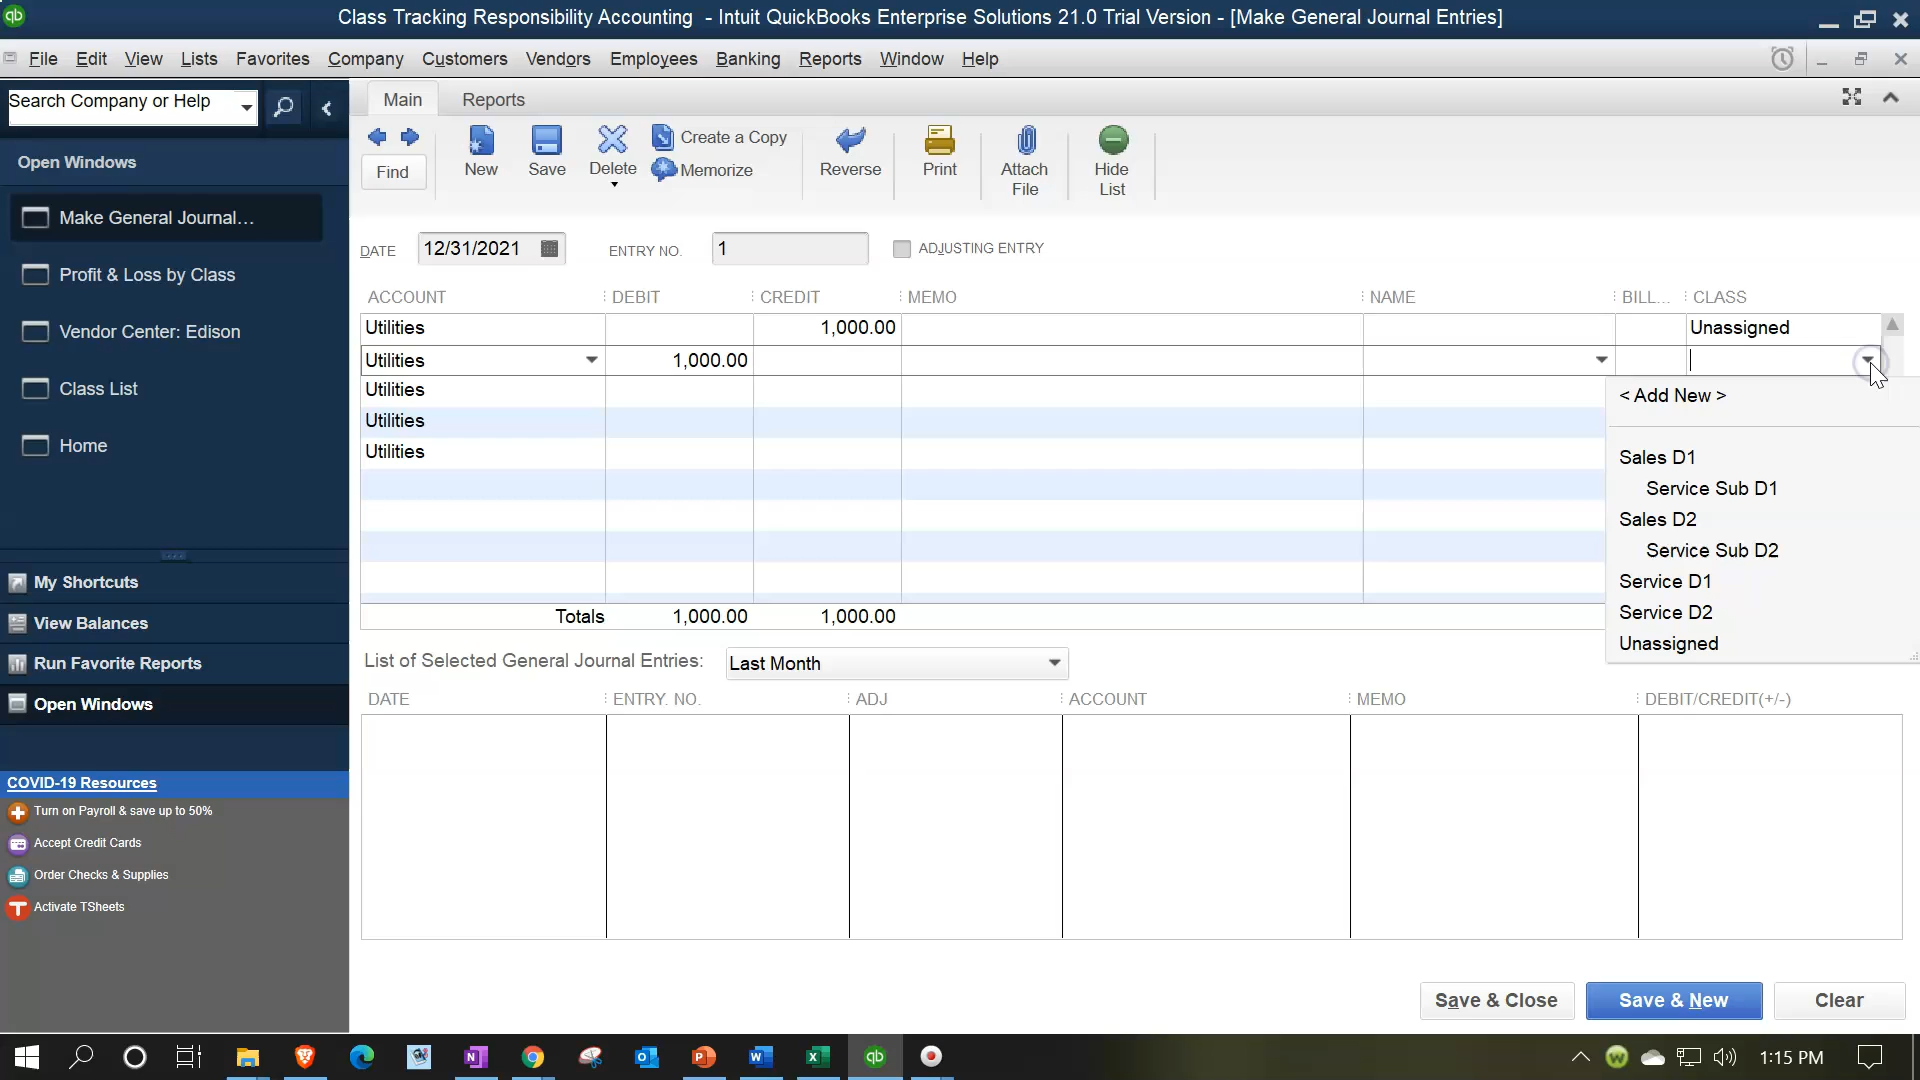 qb
Class Tracking Responsibility Accounting - Intuit QuickBooks Enterprise Solutions 21.0 Trial Version - [Make General Journal Entries]
File Edit View Lists Favorites Company Customers Vendors Employees Banking Reports Window Help
Search Company or Help
Main Reports
Find
New
Save
Delete
Create a Copy
Memorize
Reverse
Print
Attach File
Hide List
Open Windows
Make General Journal...
Profit & Loss by Class
Vendor Center: Edison
Class List
Home
My Shortcuts
View Balances
Run Favorite Reports
Open Windows
COVID-19 Resources
Turn on Payroll & save up to 50%
Accept Credit Cards
Order Checks & Supplies
Activate TSheets
DATE 12/31/2021 ENTRY NO. 1 ADJUSTING ENTRY
ACCOUNT DEBIT CREDIT MEMO NAME BILL... CLASS
Utilities 1,000.00 Unassigned
Utilities 1,000.00
Utilities
Utilities
Utilities
< Add New >
Sales D1
Service Sub D1
Sales D2
Service Sub D2
Service D1
Service D2
Unassigned
Totals 1,000.00 1,000.00
List of Selected General Journal Entries: Last Month
DATE ENTRY. NO. ADJ ACCOUNT MEMO DEBIT/CREDIT(+/-)
Save & Close Save & New Clear
1:15 PM